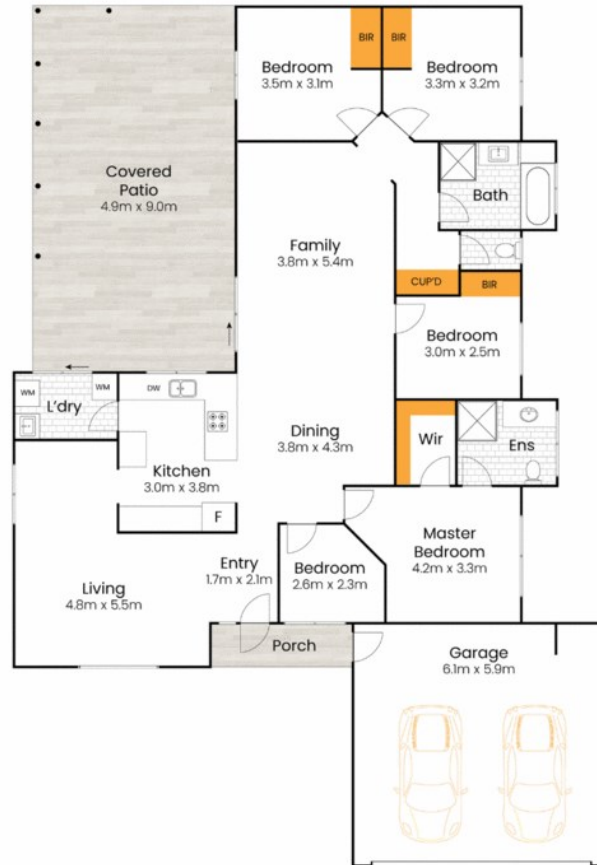 BIR
BIR
Bedroom
3.5m x 3.1m
Bedroom
3.3m x 3.2m
Covered
Patio
4.9m x 9.0m
Bath
Family
3.8m x 5.4m
CUP'D
BIR
Bedroom
3.0m x 2.5m
WM
WM
L'dry
DW
Kitchen
3.0m x 3.8m
F
Dining
3.8m x 4.3m
Wir
Ens
Master
Bedroom
4.2m x 3.3m
Living
4.8m x 5.5m
Entry
1.7m x 2.1m
Bedroom
2.6m x 2.3m
Porch
Garage
6.1m x 5.9m